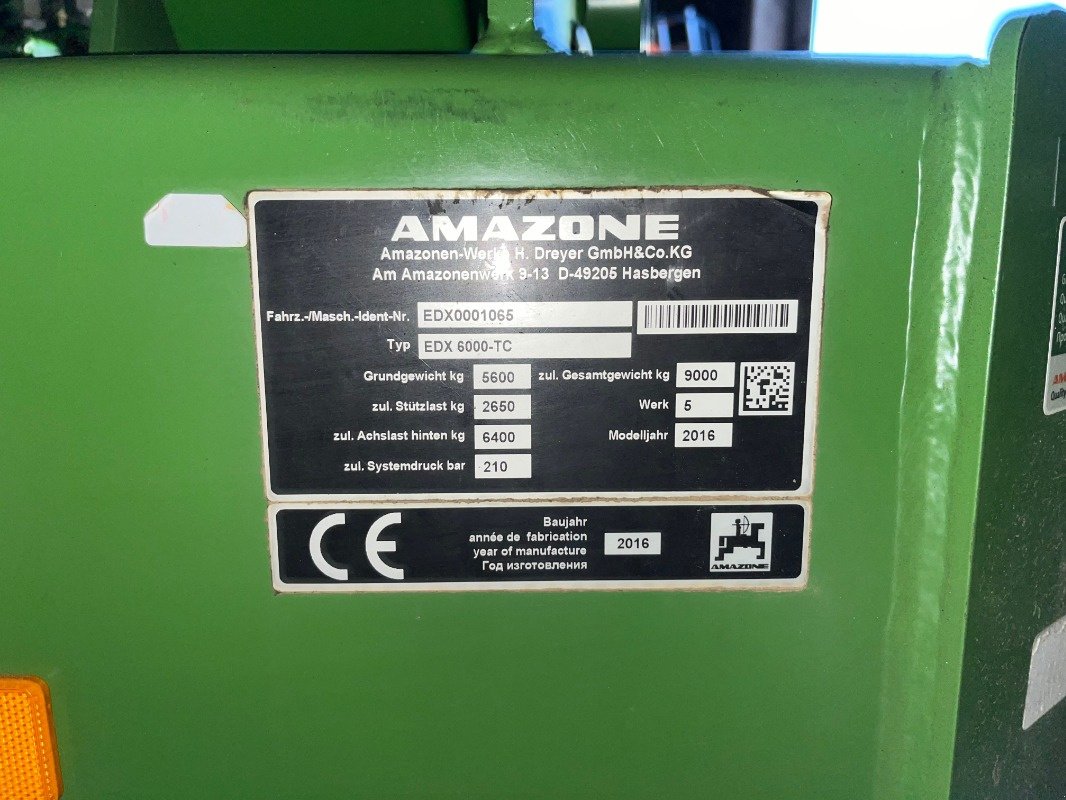 AMAZONE
Amazonen-Werke H. Dreyer GmbH&Co.KG
Am Amazonenwerk 9-13 D-49205 Hasbergen
Fahrz.-/Masch.-Ident-Nr. EDX0001065
Typ EDX 6000-TC
Grundgewicht kg 5600 zul. Gesamtgewicht kg 9000
zul. Stützlast kg 2650 Werk 5
zul. Achslast hinten kg 6400 Modelljahr 2016
zul. Systemdruck bar 210
CE
Baujahr
année de fabrication
year of manufacture 2016
Год изготовления
AMAZONE